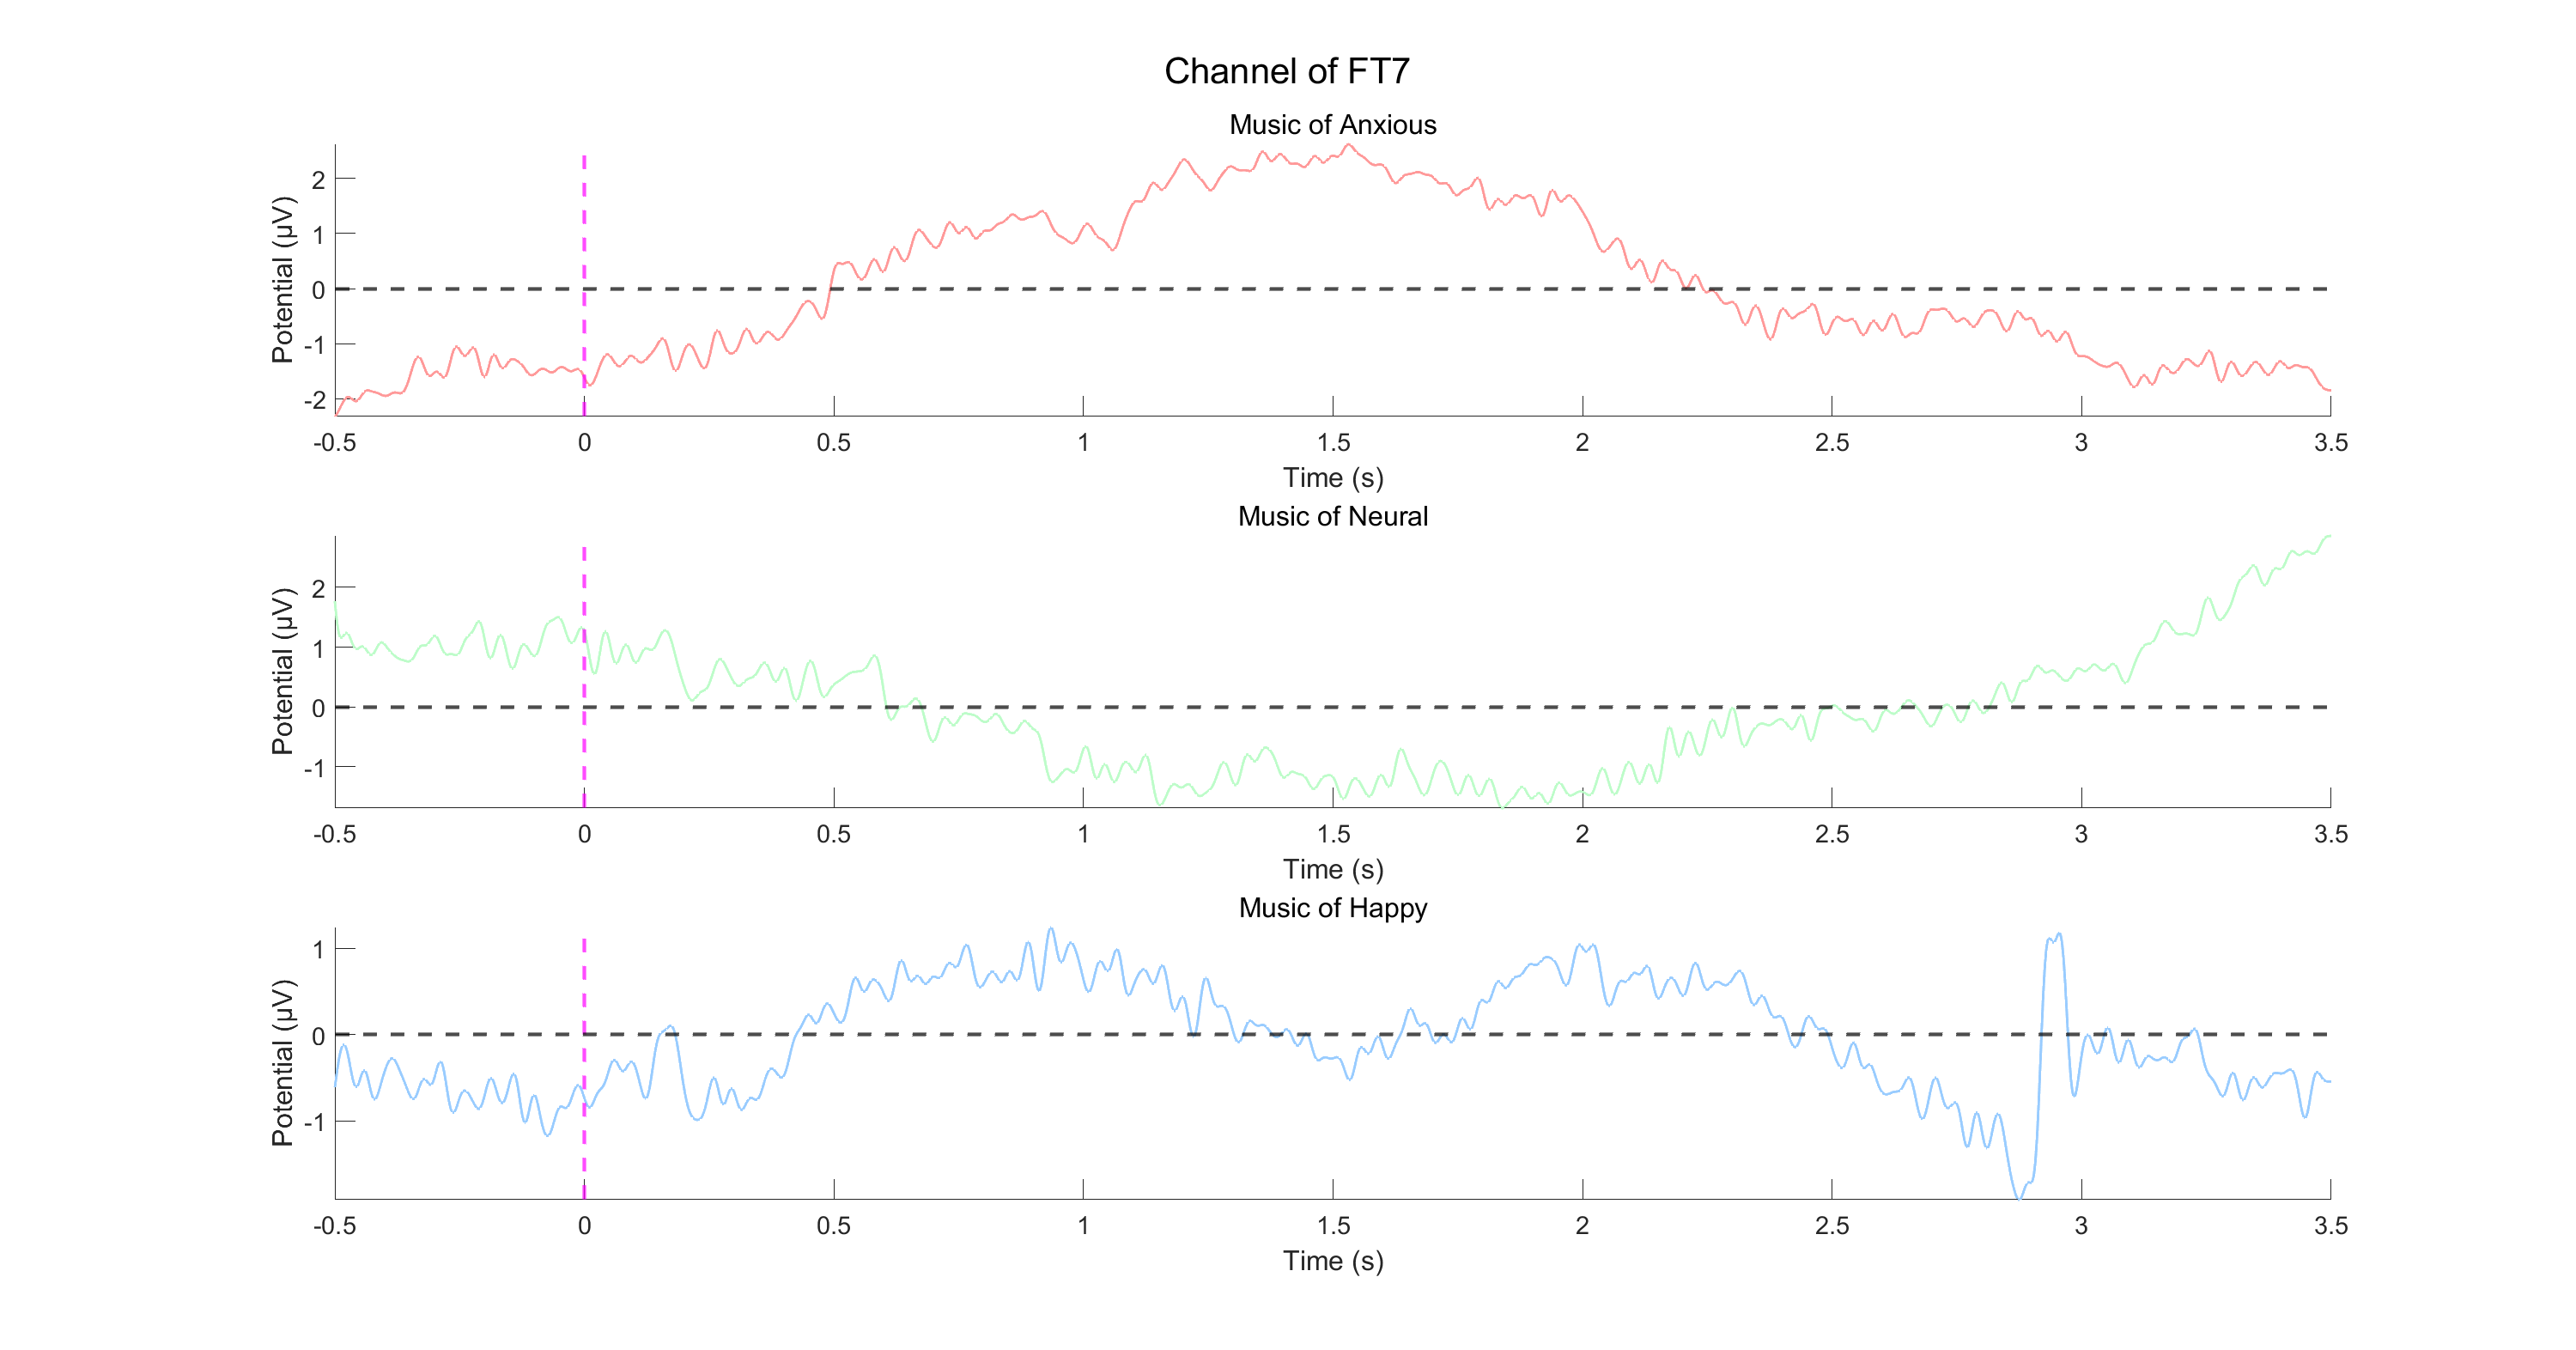 Channel of FT7
Music of Anxious
Potential (µV)
2
1
0
-1
-2
-0.5 0 0.5 1 1.5 2 2.5 3 3.5
Time (s)
Music of Neural
Potential (µV)
2
1
0
-1
-0.5 0 0.5 1 1.5 2 2.5 3 3.5
Time (s)
Music of Happy
Potential (µV)
1
0
-1
-0.5 0 0.5 1 1.5 2 2.5 3 3.5
Time (s)